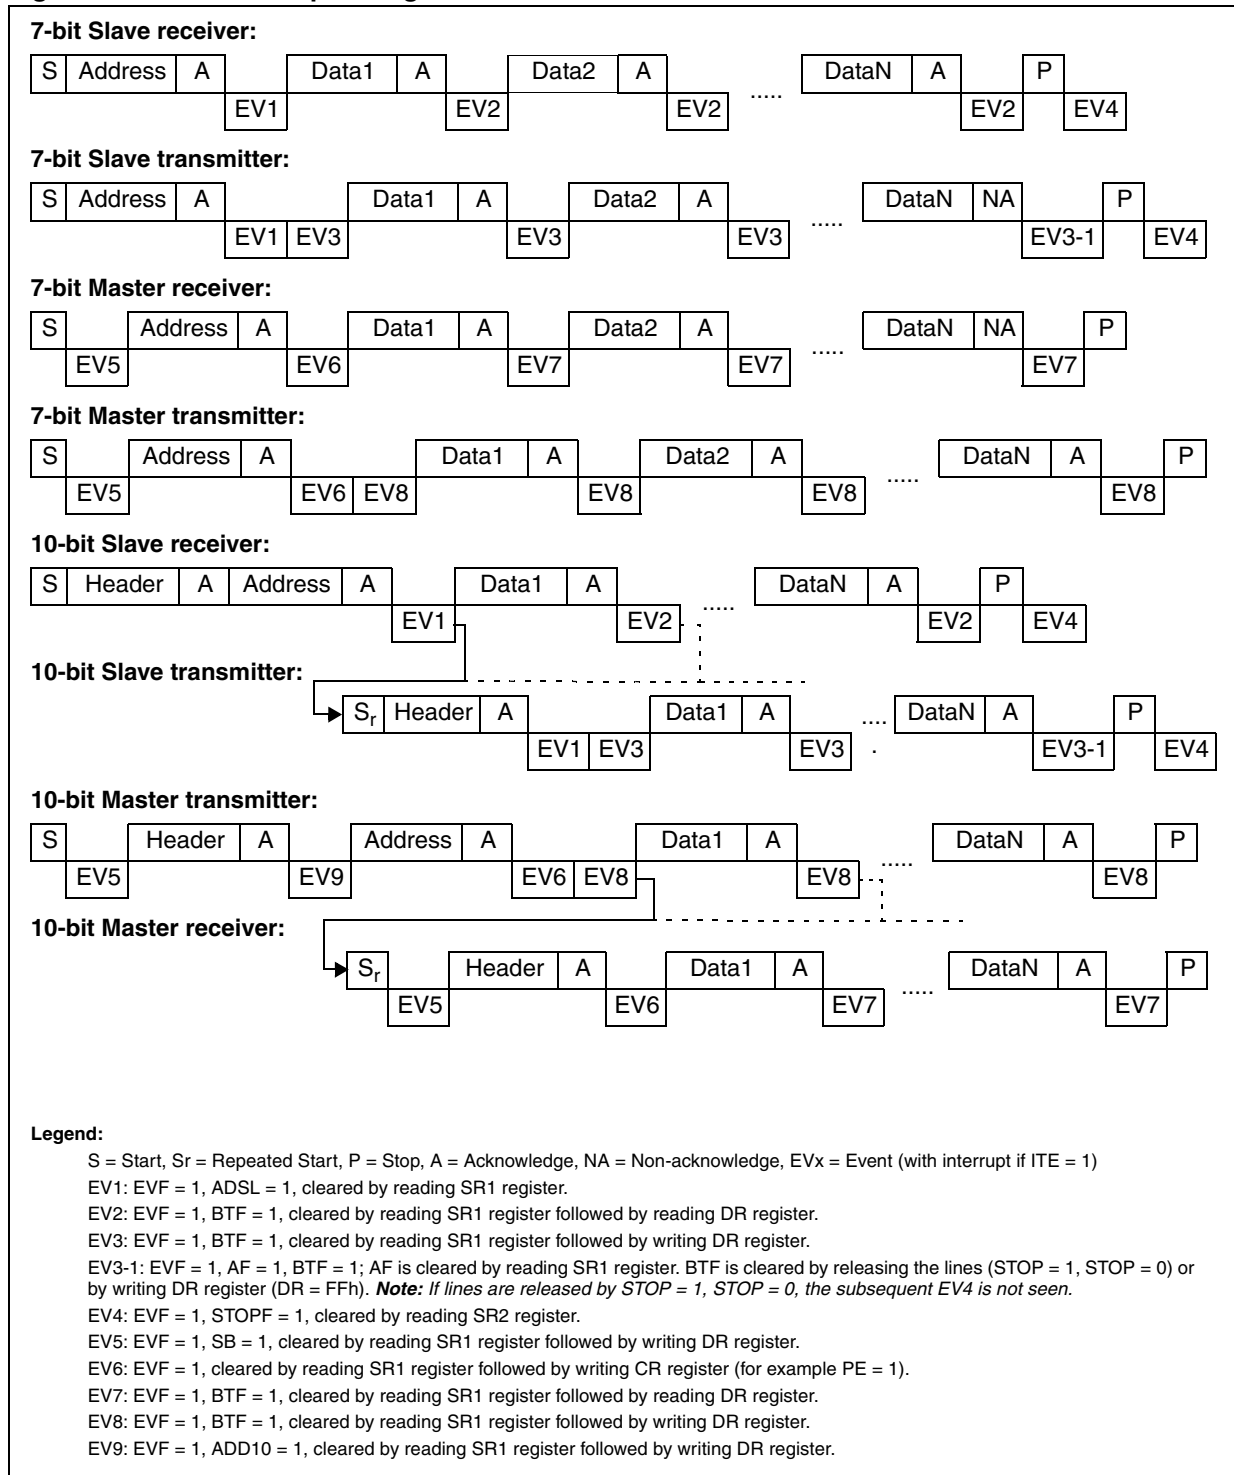 7-bit Slave receiver:
S Address A Data1 A Data2 A ..... DataN A P
EV1 EV2 EV2 EV2 EV4
7-bit Slave transmitter:
S Address A Data1 A Data2 A ..... DataN NA P
EV1 EV3 EV3 EV3 EV3-1 EV4
7-bit Master receiver:
S Address A Data1 A Data2 A ..... DataN NA P
EV5 EV6 EV7 EV7 EV7
7-bit Master transmitter:
S Address A Data1 A Data2 A ..... DataN A P
EV5 EV6 EV8 EV8 EV8 EV8
10-bit Slave receiver:
S Header A Address A Data1 A ..... DataN A P
EV1 EV2 EV2 EV4
10-bit Slave transmitter:
Sr Header A Data1 A .... DataN A P
EV1 EV3 EV3 . EV3-1 EV4
10-bit Master transmitter:
S Header A Address A Data1 A ..... DataN A P
EV5 EV9 EV6 EV8 EV8 EV8
10-bit Master receiver:
Sr Header A Data1 A ..... DataN A P
EV5 EV6 EV7 EV7
Legend:
S = Start, Sr = Repeated Start, P = Stop, A = Acknowledge, NA = Non-acknowledge, EVx = Event (with interrupt if ITE = 1)
EV1: EVF = 1, ADSL = 1, cleared by reading SR1 register.
EV2: EVF = 1, BTF = 1, cleared by reading SR1 register followed by reading DR register.
EV3: EVF = 1, BTF = 1, cleared by reading SR1 register followed by writing DR register.
EV3-1: EVF = 1, AF = 1, BTF = 1; AF is cleared by reading SR1 register. BTF is cleared by releasing the lines (STOP = 1, STOP = 0) or
by writing DR register (DR = FFh). Note: If lines are released by STOP = 1, STOP = 0, the subsequent EV4 is not seen.
EV4: EVF = 1, STOPF = 1, cleared by reading SR2 register.
EV5: EVF = 1, SB = 1, cleared by reading SR1 register followed by writing DR register.
EV6: EVF = 1, cleared by reading SR1 register followed by writing CR register (for example PE = 1).
EV7: EVF = 1, BTF = 1, cleared by reading SR1 register followed by reading DR register.
EV8: EVF = 1, BTF = 1, cleared by reading SR1 register followed by writing DR register.
EV9: EVF = 1, ADD10 = 1, cleared by reading SR1 register followed by writing DR register.